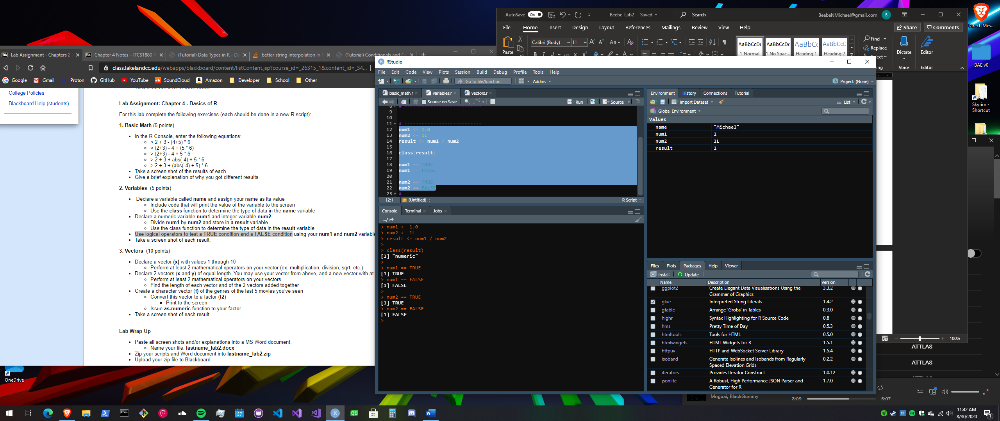 Lab Assignment - Chapters 2
Chapter 4 Notes – ITCS1880 R
(Tutorial) Data Types in R - Da
better string interpolation in R
(Tutorial) Conditionals and Co
class.lakelandcc.edu/webapps/blackboard/content/listContent.jsp?course_id=_26315_1&content_id=_34...
Google Gmail Proton GitHub YouTube SoundCloud Amazon Developer School Other
College Policies
Blackboard Help (students)
Take a screen shot of each result
Lab Assignment: Chapter 4 - Basics of R
For this lab complete the following exercises (each should be done in a new R script):
1. Basic Math (5 points)
In the R Console, enter the following equations:
> 2 + 3 - (4+5) * 6
> (2+3) - 4 + (5 * 6)
> (2+3) - 4 + 5 * 6
> 2 + 3 + abs(-4) + 5 * 6
> 2 + 3 + (abs(-4) + 5) * 6
Take a screen shot of the results of each
Give a brief explanation of why you got different results.
2. Variables (5 points)
Declare a variable called name and assign your name as its value
Include code that will print the value of the variable to the screen
Use the class function to determine the type of data in the name variable
Declare a numeric variable num1 and integer variable num2
Divide num1 by num2 and store in a result variable
Use the class function to determine the type of data in the result variable
Use logical operators to test a TRUE condition and a FALSE condition using your num1 and num2 variable
Take a screen shot of each result.
3. Vectors (10 points)
Declare a vector (x) with values 1 through 10
Perform at least 2 mathematical operators on your vector (ex. multiplication, division, sqrt, etc.)
Declare 2 vectors (x and y) of equal length. You may use your vector from above, and a new vector with at
Perform at least 2 mathematical operators on your vectors
Find the length of each vector and of the 2 vectors added together
Create a character vector (f) of the genres of the last 5 movies you've seen
Convert this vector to a factor (f2)
Print to the screen
Issue as.numeric function to your factor
Take a screen shot of each result
Lab Wrap-Up
Paste all screen shots and/or explanations into a MS Word document.
Name your file: lastname_lab2.docx
Zip your scripts and Word document into lastname_lab2.zip
Upload your zip file to Blackboard.
OneDrive
AutoSave On Beebe_Lab2 - Saved Search BeebeNMichael@gmail.com B
File Home Insert Design Layout References Mailings Review View Help Share Comments
Paste
Calibri (Body) 11 Aa
B I U ab x x² A A
AaBbCcDc AaBbCcDc AaBbCc AaBbCcD
¶ Normal ¶ No Spac... Heading 1 Heading 2
Find
Replace
Select
Dictate
Editor
Voice
Editor
100%
RStudio
File Edit Code View Plots Session Build Debug Profile Tools Help
Go to file/function Addins Project: (None)
basic_math.r variables.r vectors.r
Source on Save Run Source
8 # ---------------------------
9
10
11 # ---------------------------
12 num1 <- 1.0
13 num2 <- 1L
14 result <- num1 / num2
15
16 class(result)
17
18 num1 == TRUE
19 num1 == FALSE
20
21 num2 == TRUE
22 num2 == FALSE
23 # ---------------------------
12:1 # (Untitled) R Script
Console Terminal Jobs
~/
> num1 <- 1.0
> num2 <- 1L
> result <- num1 / num2
>
> class(result)
[1] "numeric"
>
> num1 == TRUE
[1] TRUE
> num1 == FALSE
[1] FALSE
>
> num2 == TRUE
[1] TRUE
> num2 == FALSE
[1] FALSE
>
Environment History Connections Tutorial
Import Dataset List
Global Environment
Values
name "Michael"
num1 1
num2 1L
result 1
Files Plots Packages Help Viewer
Install Update
Name Description Version
ggplot2 Create Elegant Data Visualisations Using the 3.3.2
Grammar of Graphics
glue Interpreted String Literals 1.4.2
gtable Arrange 'Grobs' in Tables 0.3.0
highr Syntax Highlighting for R Source Code 0.8
hms Pretty Time of Day 0.5.3
htmltools Tools for HTML 0.5.0
htmlwidgets HTML Widgets for R 1.5.1
httpuv HTTP and WebSocket Server Library 1.5.4
isoband Generate Isolines and Isobands from Regularly 0.2.2
Spaced Elevation Grids
iterators Provides Iterator Construct 1.0.12
jsonlite A Robust, High Performance JSON Parser and 1.7.0
Generator for R
Direct_Mes...
BAE v0
Skyrim -
Shortcut
ATTLAS
ATTLAS
Moguai, BlackGummy
3:09 5:07
QC
11:42 AM
8/30/2020
1